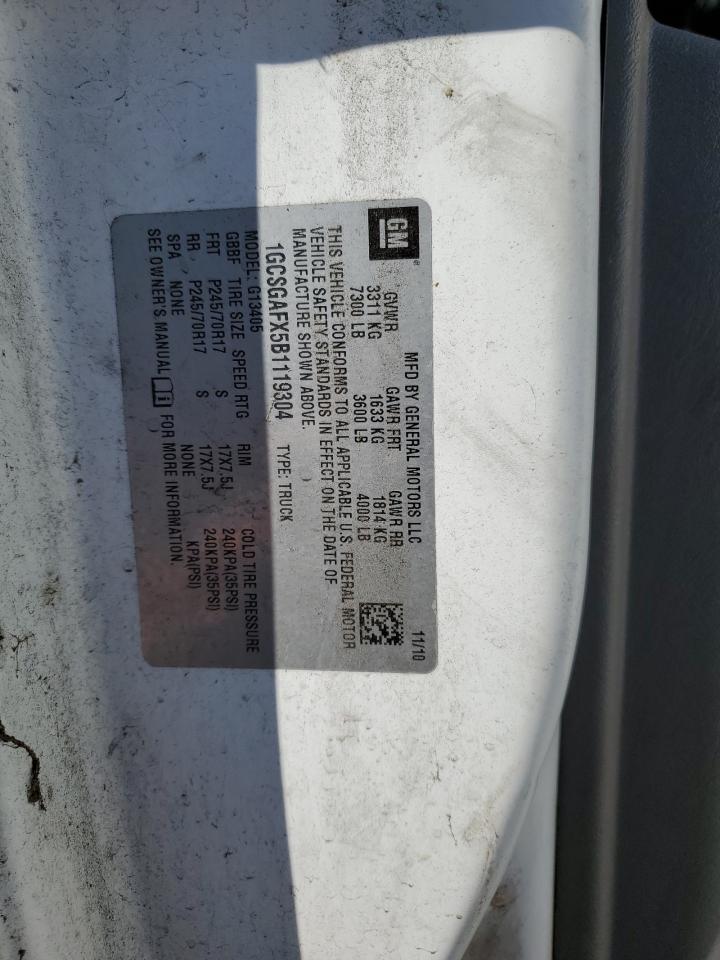 GM
MFD BY GENERAL MOTORS LLC 11/10
GVWR GAWR FRT GAWR RR
3311 KG 1633 KG 1814 KG
7300 LB 3600 LB 4000 LB
THIS VEHICLE CONFORMS TO ALL APPLICABLE U.S. FEDERAL MOTOR
VEHICLE SAFETY STANDARDS IN EFFECT ON THE DATE OF
MANUFACTURE SHOWN ABOVE.
1GCSGAFX5B1119304 TYPE: TRUCK
MODEL: G13405
GBBF TIRE SIZE SPEED RTG RIM COLD TIRE PRESSURE
FRT P245/70R17 S 17X7.5J 240KPA(35PSI)
RR P245/70R17 S 17X7.5J 240KPA(35PSI)
SPA NONE NONE KPA(PSI)
SEE OWNER'S MANUAL FOR MORE INFORMATION.